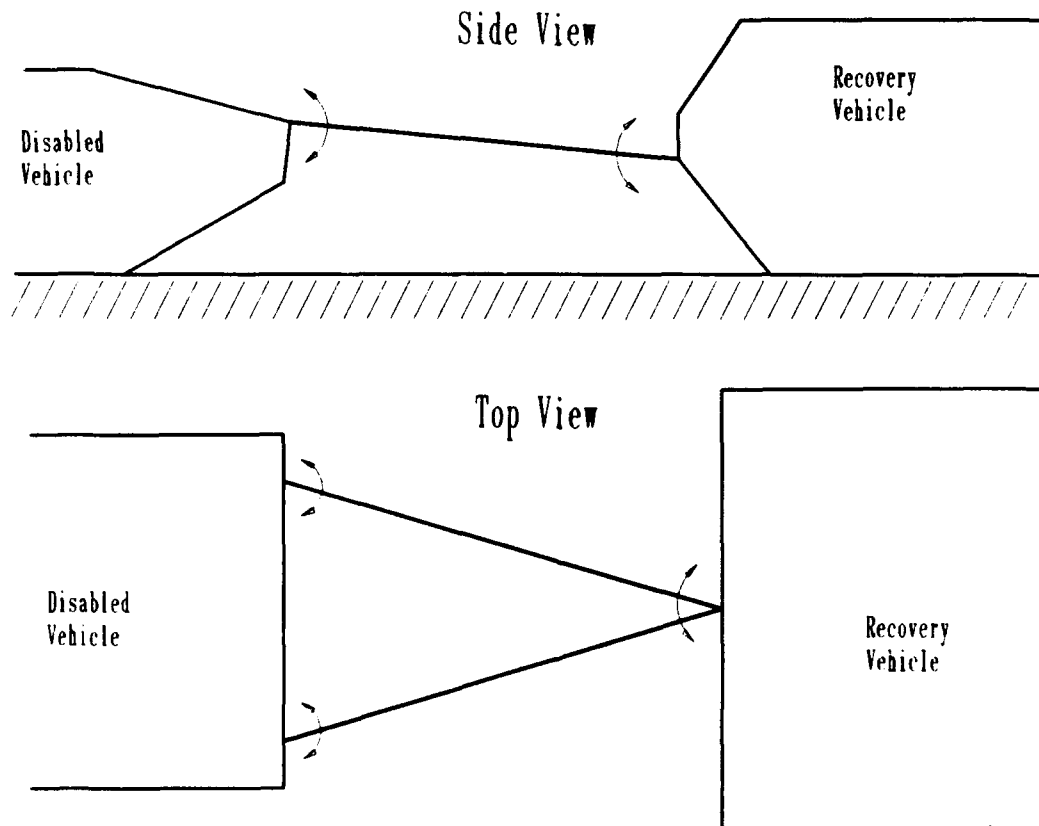 Side View
Recovery
Vehicle
Disabled
Vehicle
Top View
Disabled
Vehicle
Recovery
Vehicle